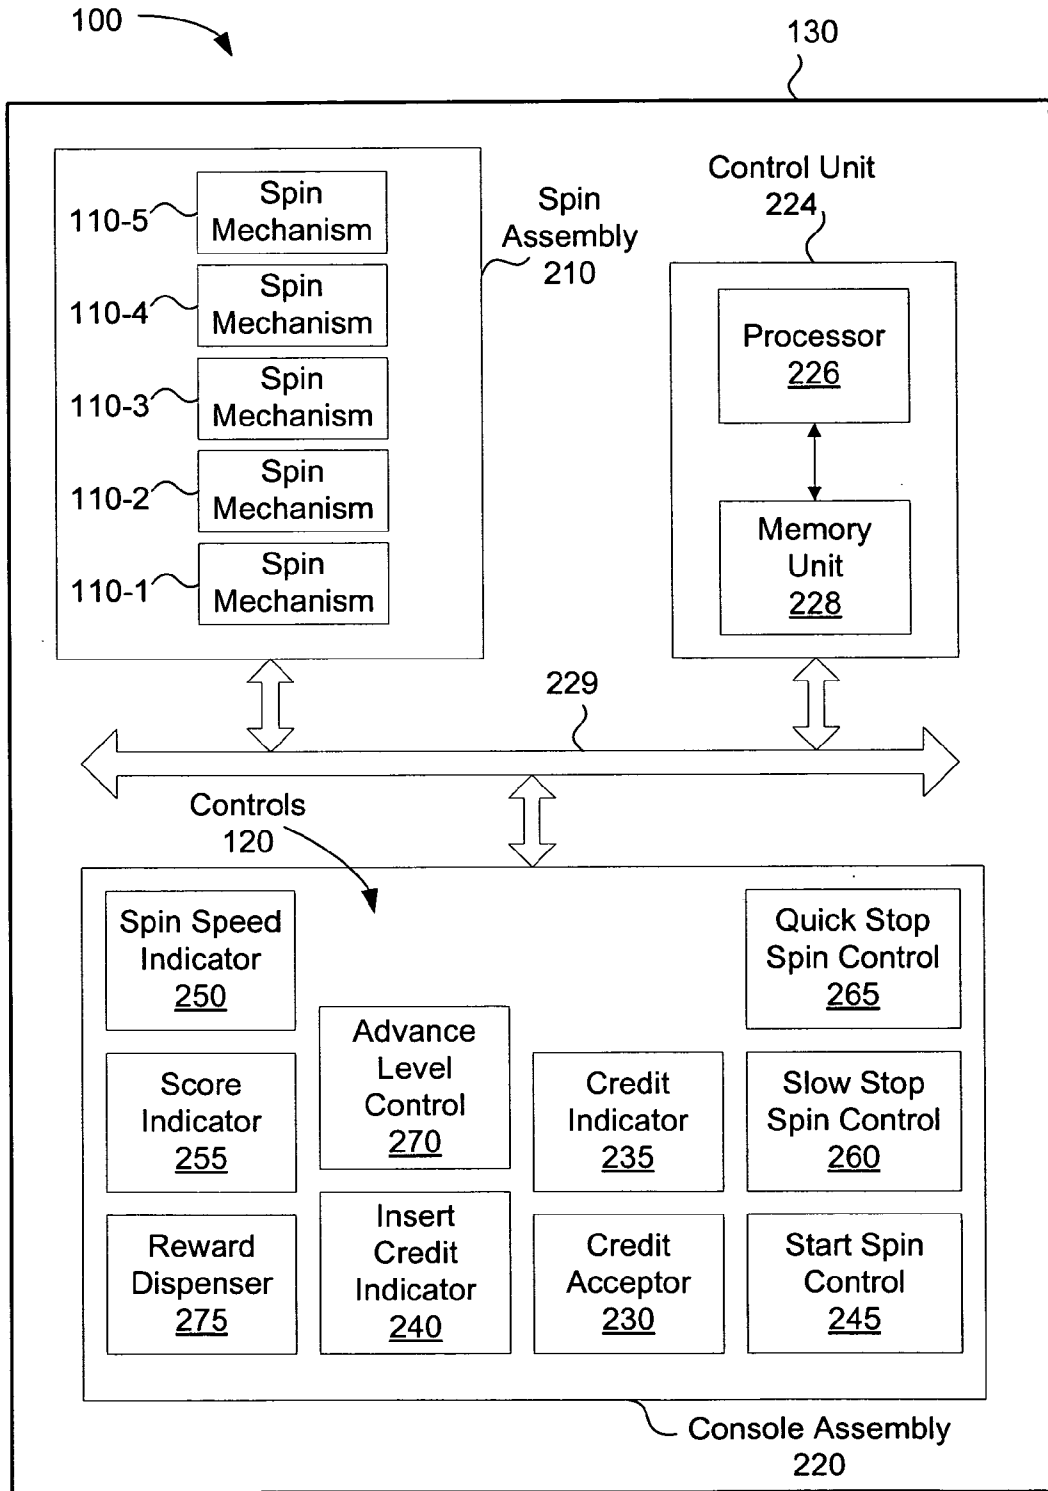 100
130
110-5
Spin
Mechanism
110-4
Spin
Mechanism
110-3
Spin
Mechanism
110-2
Spin
Mechanism
110-1
Spin
Mechanism
Spin
Assembly
210
Control Unit
224
Processor
226
Memory
Unit
228
229
Controls
120
Spin Speed
Indicator
250
Score
Indicator
255
Reward
Dispenser
275
Advance
Level
Control
270
Insert
Credit
Indicator
240
Credit
Indicator
235
Credit
Acceptor
230
Quick Stop
Spin Control
265
Slow Stop
Spin Control
260
Start Spin
Control
245
Console Assembly
220